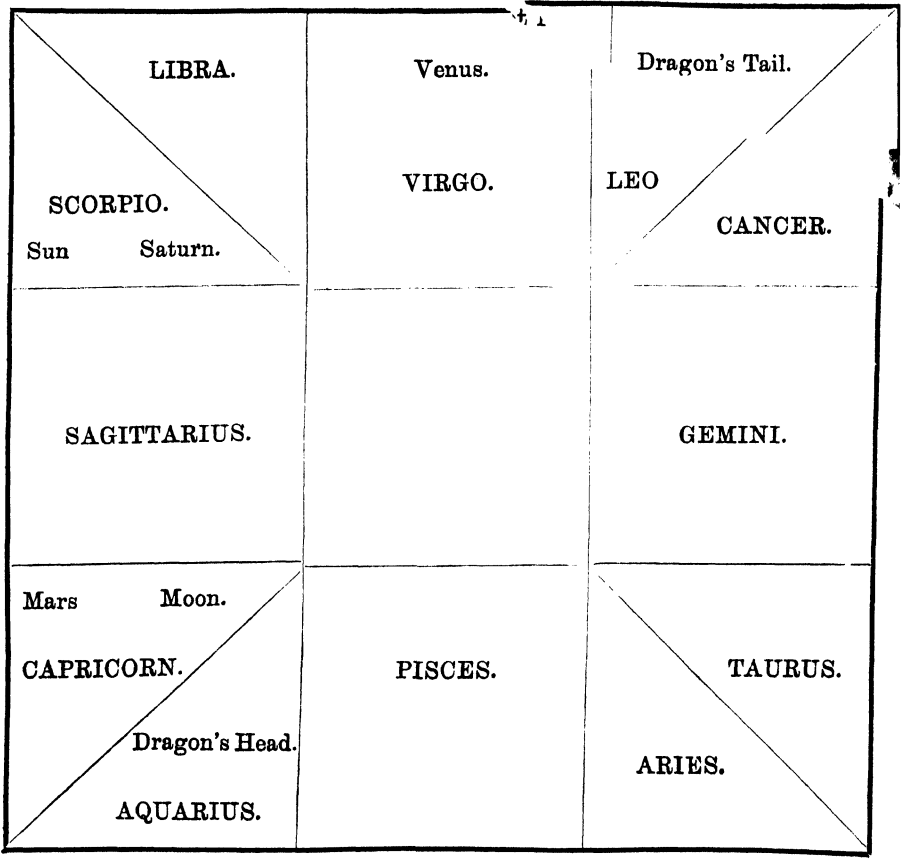 LIBRA.
Venus.
Dragon's Tail.
VIRGO.
LEO
SCORPIO.
CANCER.
Sun Saturn.
SAGITTARIUS.
GEMINI.
Mars Moon.
CAPRICORN.
PISCES.
TAURUS.
Dragon's Head.
ARIES.
AQUARIUS.